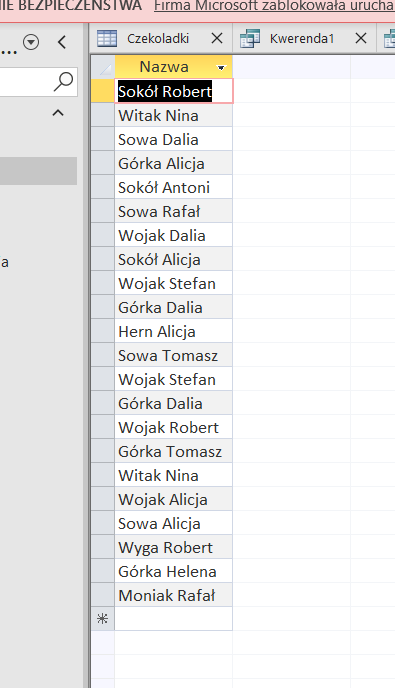 NIE BEZPIECZEŃSTWA Firma Microsoft zablokowała urucha
...
Czekoladki
Kwerenda1
Nazwa
Sokół Robert
Witak Nina
Sowa Dalia
Górka Alicja
Sokół Antoni
Sowa Rafał
Wojak Dalia
Sokół Alicja
Wojak Stefan
a
Górka Dalia
Hern Alicja
Sowa Tomasz
Wojak Stefan
Górka Dalia
Wojak Robert
Górka Tomasz
Witak Nina
Wojak Alicja
Sowa Alicja
Wyga Robert
Górka Helena
Moniak Rafał